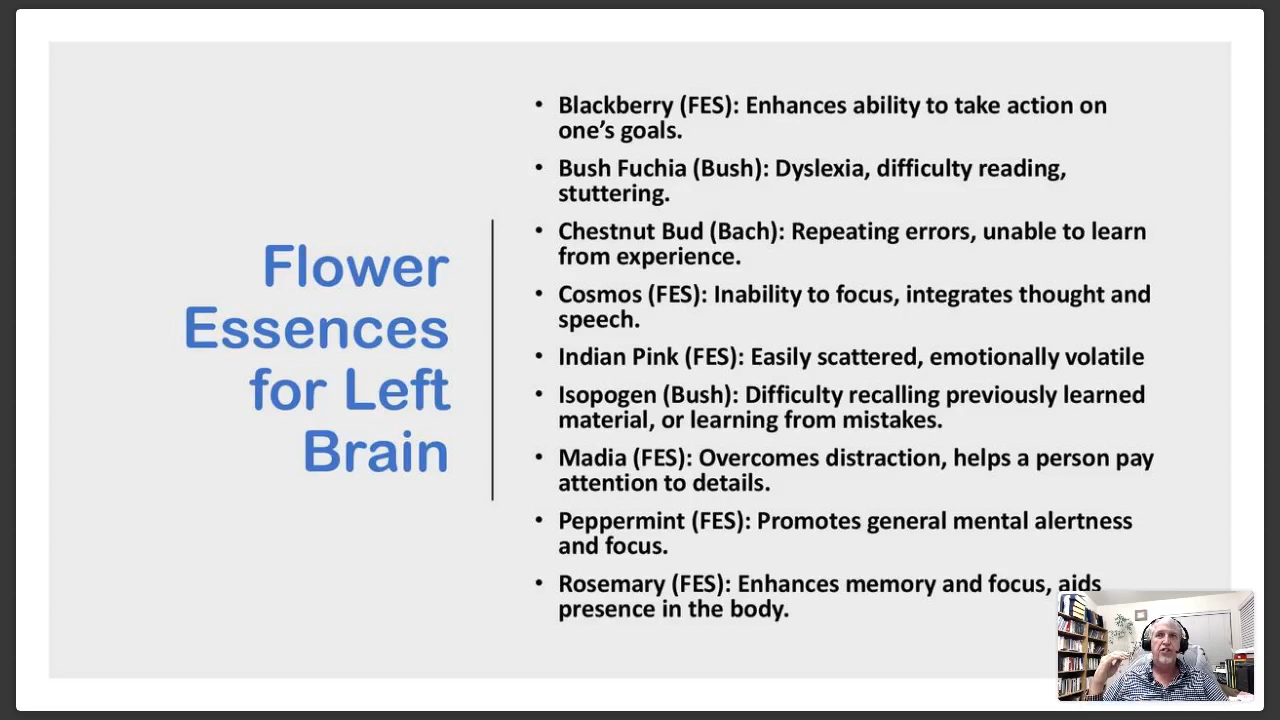 Flower
Essences
for Left
Brain
• Blackberry (FES): Enhances ability to take action on
one’s goals.
• Bush Fuchia (Bush): Dyslexia, difficulty reading,
stuttering.
• Chestnut Bud (Bach): Repeating errors, unable to learn
from experience.
• Cosmos (FES): Inability to focus, integrates thought and
speech.
• Indian Pink (FES): Easily scattered, emotionally volatile
• Isopogen (Bush): Difficulty recalling previously learned
material, or learning from mistakes.
• Madia (FES): Overcomes distraction, helps a person pay
attention to details.
• Peppermint (FES): Promotes general mental alertness
and focus.
• Rosemary (FES): Enhances memory and focus, aids
presence in the body.